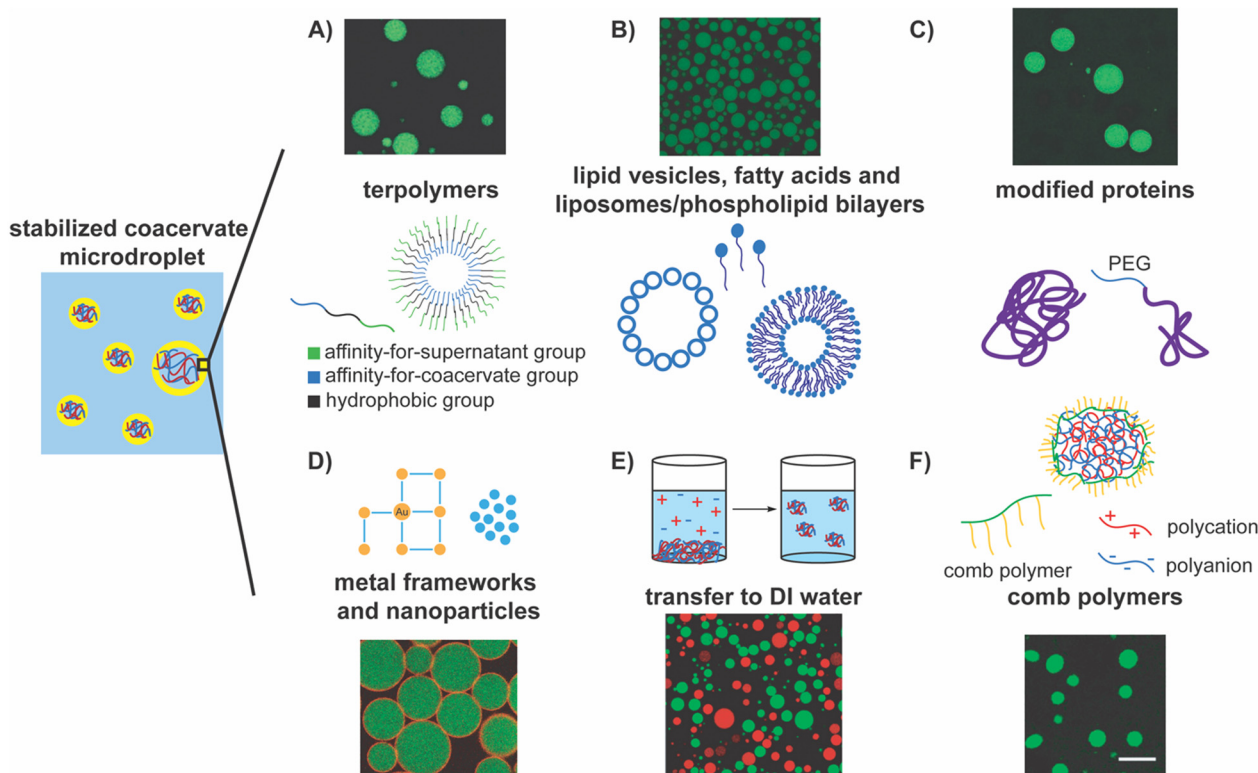 A)
B)
C)
terpolymers
lipid vesicles, fatty acids and
liposomes/phospholipid bilayers
modified proteins
stabilized coacervate
microdroplet
PEG
affinity-for-supernatant group
affinity-for-coacervate group
hydrophobic group
D)
E)
F)
Au
+ - + - + - + -
+
polycation
- - - -
polyanion
comb polymer
metal frameworks
and nanoparticles
transfer to DI water
comb polymers